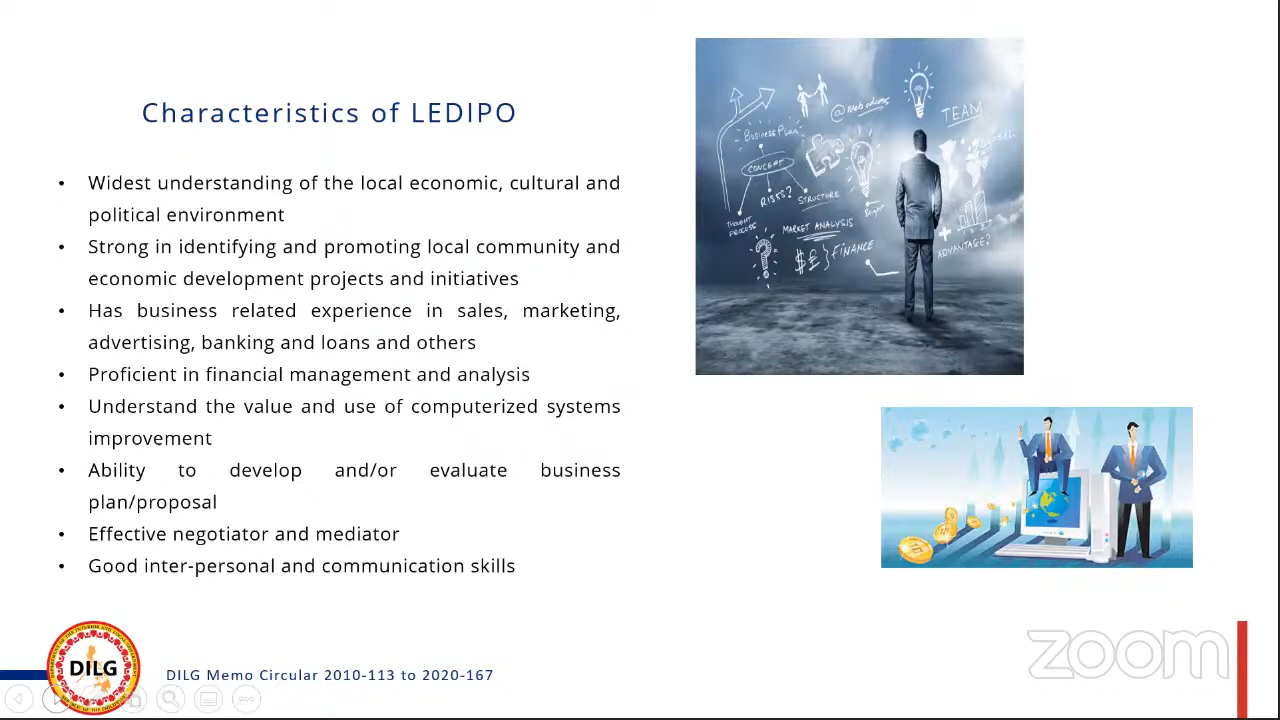 Characteristics of LEDIPO
• Widest understanding of the local economic, cultural and
political environment
• Strong in identifying and promoting local community and
economic development projects and initiatives
• Has business related experience in sales, marketing,
advertising, banking and loans and others
• Proficient in financial management and analysis
• Understand the value and use of computerized systems
improvement
• Ability to develop and/or evaluate business
plan/proposal
• Effective negotiator and mediator
• Good inter-personal and communication skills
@ Web access
TEAM
Business Plan
CONCEPT
RISKS?
STRUCTURE
THOUGHT
PROCESS
MARKET ANALYSIS
$ £ } FINANCE
ADVANTAGE?
DILG
DILG Memo Circular 2010-113 to 2020-167
zoom